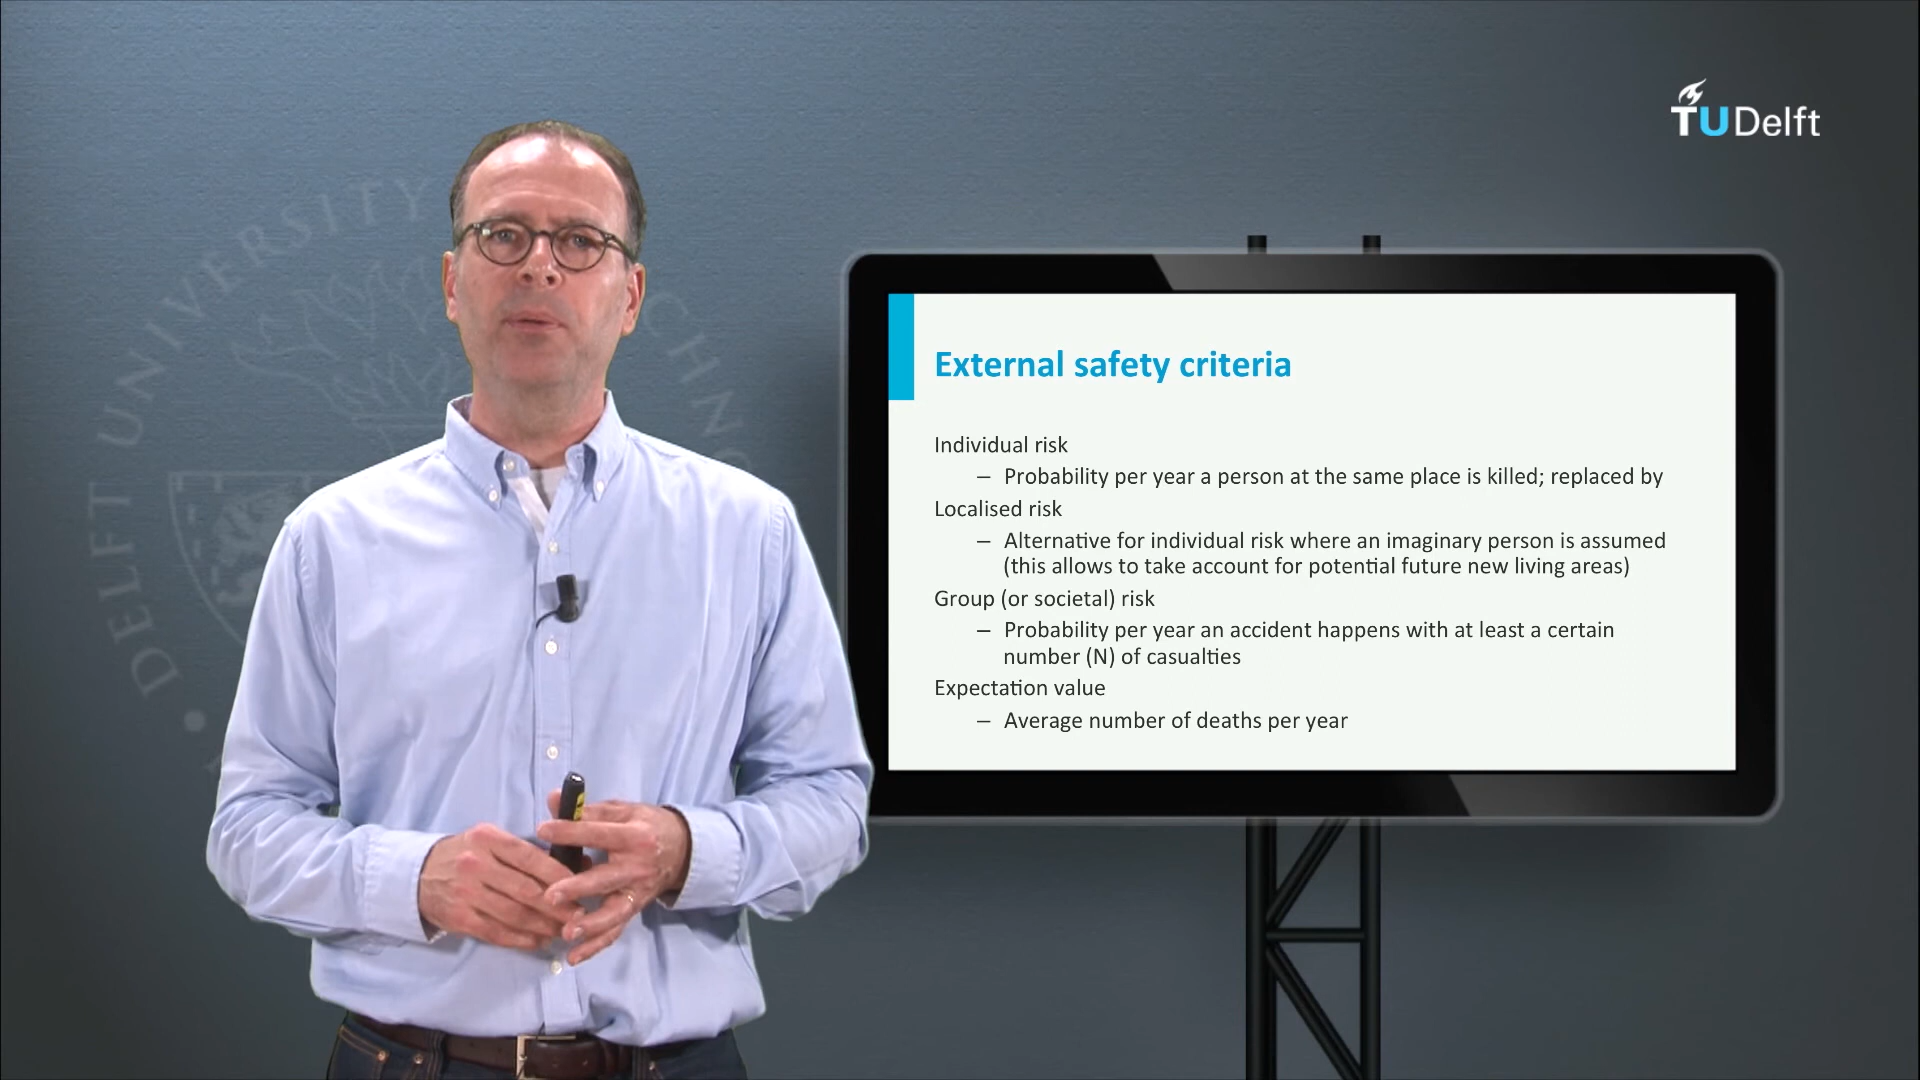 TU Delft
DELFT UNIVERSITY
CHNO
External safety criteria
Individual risk
– Probability per year a person at the same place is killed; replaced by
Localised risk
– Alternative for individual risk where an imaginary person is assumed
(this allows to take account for potential future new living areas)
Group (or societal) risk
– Probability per year an accident happens with at least a certain
number (N) of casualties
Expectation value
– Average number of deaths per year